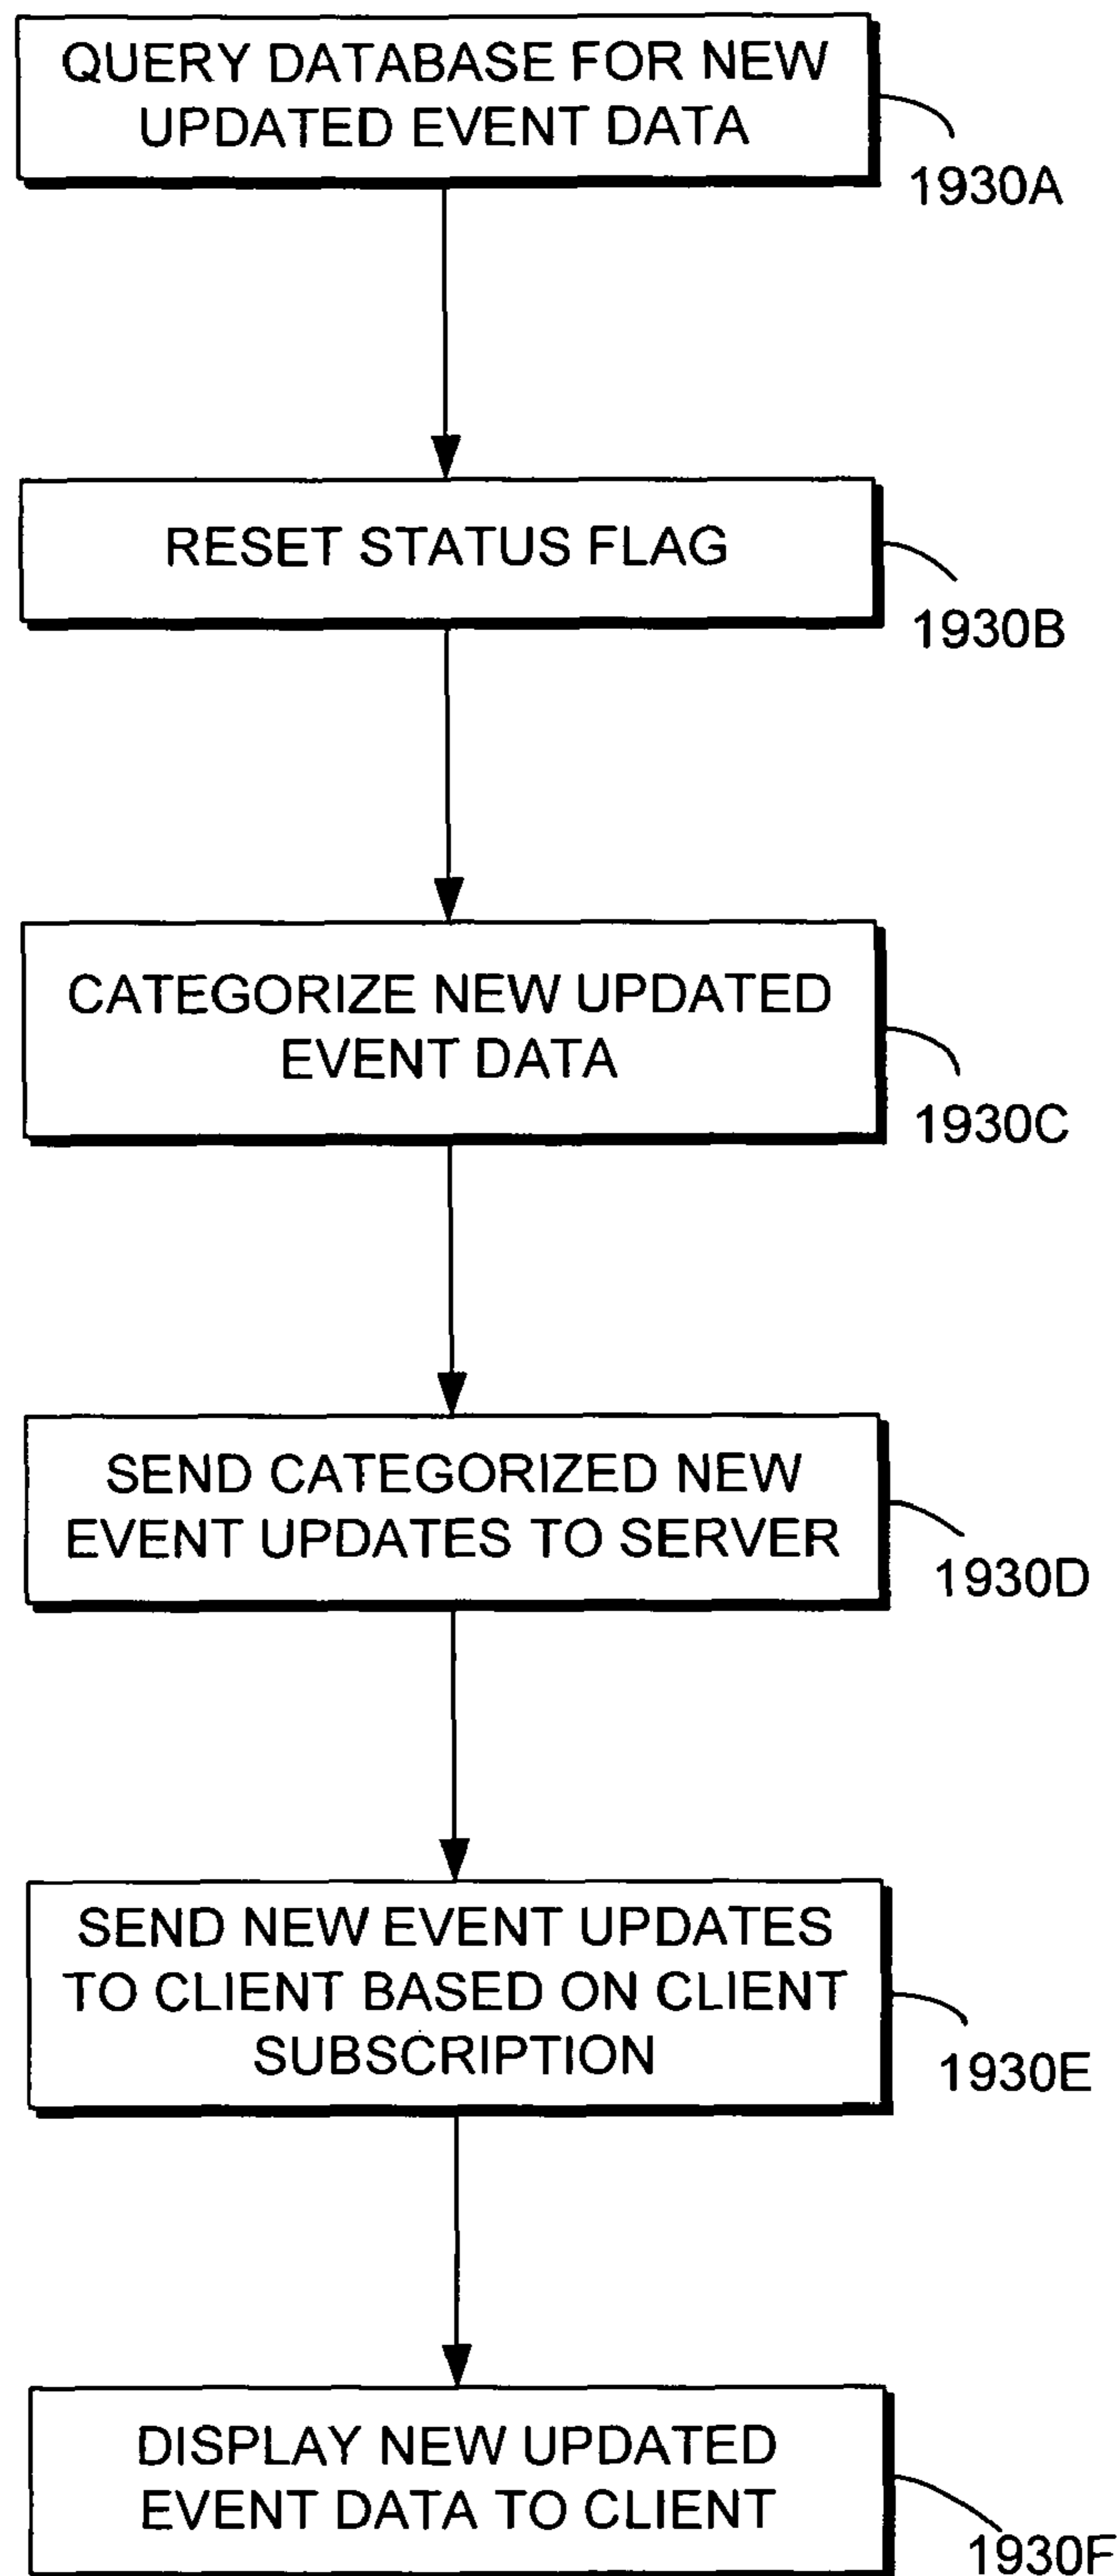 QUERY DATABASE FOR NEW
UPDATED EVENT DATA
1930A
RESET STATUS FLAG
1930B
CATEGORIZE NEW UPDATED
EVENT DATA
1930C
SEND CATEGORIZED NEW
EVENT UPDATES TO SERVER
1930D
SEND NEW EVENT UPDATES
TO CLIENT BASED ON CLIENT
SUBSCRIPTION
1930E
DISPLAY NEW UPDATED
EVENT DATA TO CLIENT
1930F